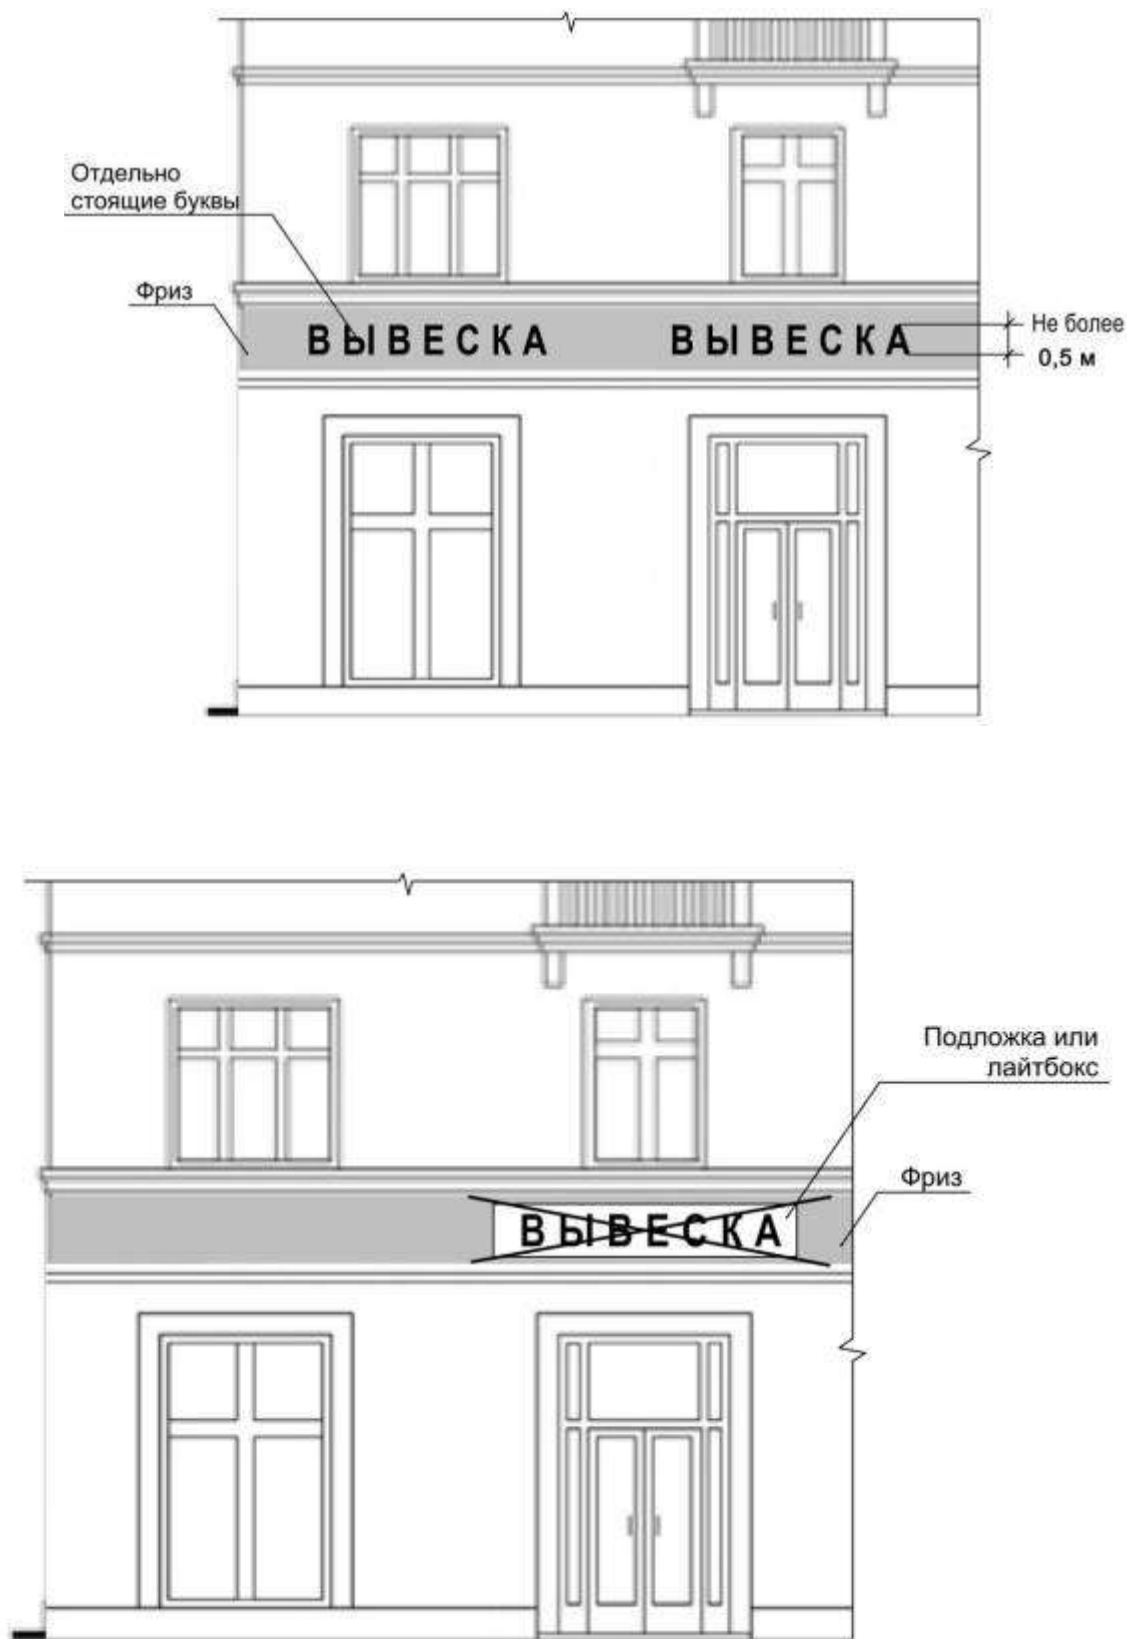 Отдельно
стоящие буквы
Фриз
ВЫВЕСКА ВЫВЕСКА
Не более
0,5 м
Подложка или
лайтбокс
Фриз
ВЫВЕСКА